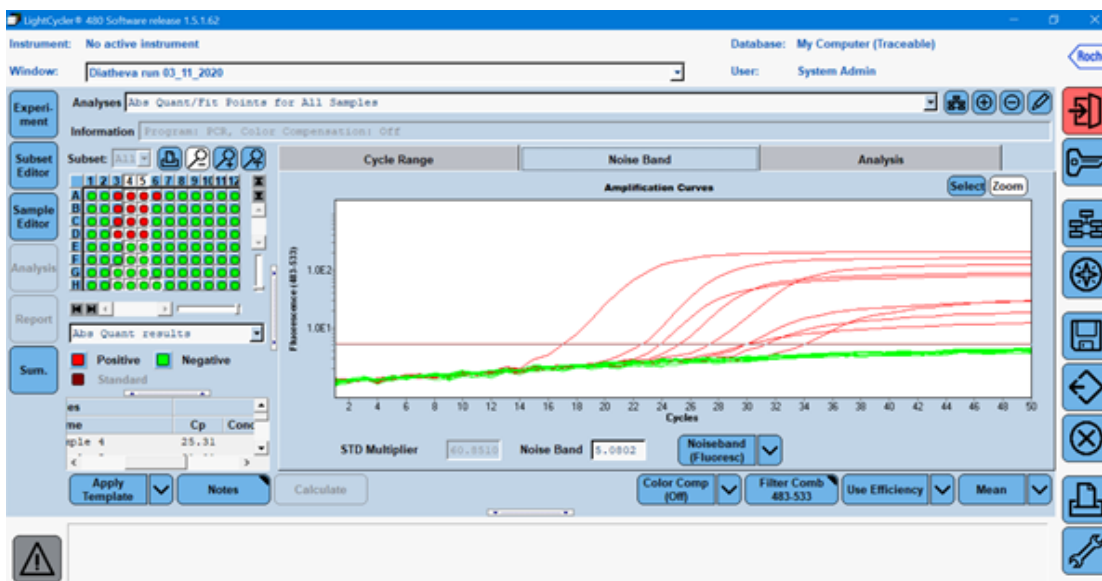 LightCycler® 480 Software release 1.5.1.62
Instrument: No active instrument
Database: My Computer (Traceable)
Window: Diatheva run 03_11_2020
User: System Admin
Roch
Experi-
ment
Analyses Abs Quant/Fit Points for All Samples
Information Program: PCR, Color Compensation: Off
Subset
Editor
Subset: All
Cycle Range
Noise Band
Analysis
1 2 3 4 5 6 7 8 9 10 11 12
A
B
C
D
E
F
G
H
Sample
Editor
Analysis
Report
Sum.
Amplification Curves
Select Zoom
Fluorescence (483-533)
1.0E2
1.0E1
2 4 6 8 10 12 14 16 18 20 22 24 26 28 30 32 34 36 38 40 42 44 46 48 50
Cycles
Abs Quant results
Positive Negative
Standard
es
me Cp Conc
ple 4 25.31
STD Multiplier 60.8510 Noise Band 5.0802 Noiseband
(Fluoresc)
Apply
Template
Notes
Calculate
Color Comp
(Off)
Filter Comb
483-533
Use Efficiency
Mean